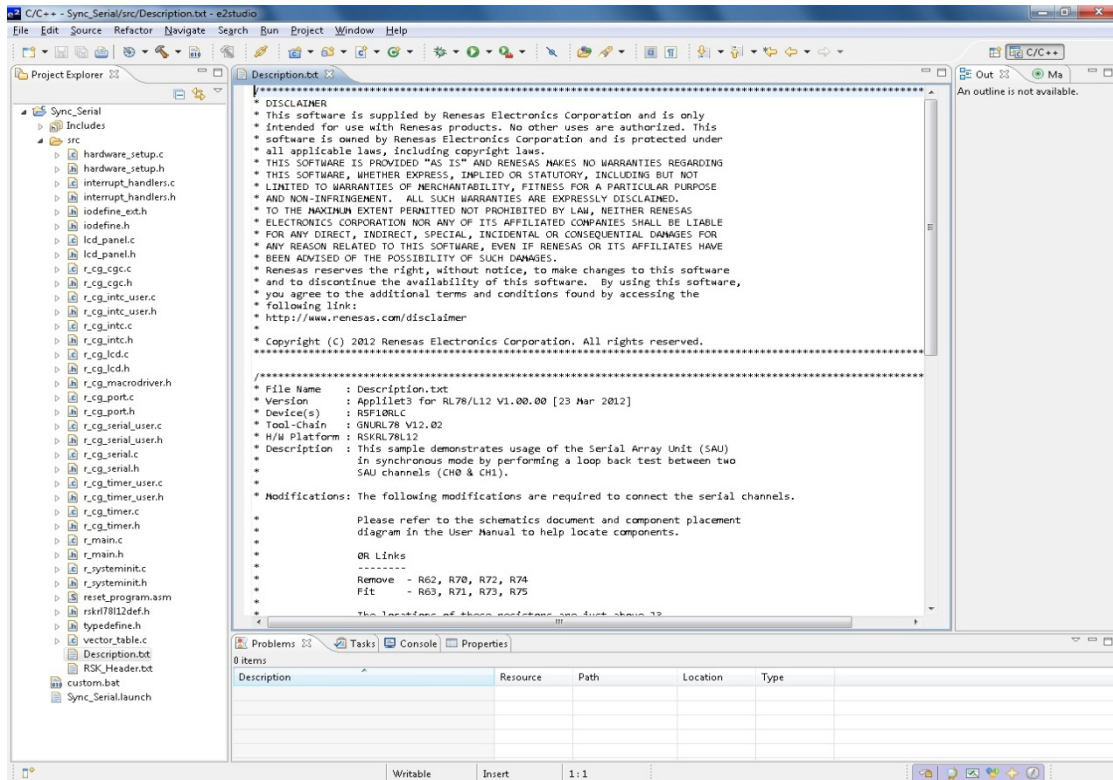 C/C++ - Sync_Serial/src/Description.txt - e2studio
File Edit Source Refactor Navigate Search Run Project Window Help
C/C++
Project Explorer
Sync_Serial
Includes
src
hardware_setup.c
hardware_setup.h
interrupt_handlers.c
interrupt_handlers.h
iodefine_ext.h
iodefine.h
lcd_panel.c
lcd_panel.h
r_cg_cgc.c
r_cg_cgc.h
r_cg_intc_user.c
r_cg_intc_user.h
r_cg_intc.c
r_cg_intc.h
r_cg_lcd.c
r_cg_lcd.h
r_cg_macrodriver.h
r_cg_port.c
r_cg_port.h
r_cg_serial_user.c
r_cg_serial_user.h
r_cg_serial.c
r_cg_serial.h
r_cg_timer_user.c
r_cg_timer_user.h
r_cg_timer.c
r_cg_timer.h
r_main.c
r_main.h
r_systeminit.c
r_systeminit.h
reset_program.asm
rskrl78l12def.h
typedefine.h
vector_table.c
Description.txt
RSK_Header.txt
custom.bat
Sync_Serial.launch
Description.txt
* DISCLAIMER
* This software is supplied by Renesas Electronics Corporation and is only
* intended for use with Renesas products. No other uses are authorized. This
* software is owned by Renesas Electronics Corporation and is protected under
* all applicable laws, including copyright laws.
* THIS SOFTWARE IS PROVIDED "AS IS" AND RENESAS MAKES NO WARRANTIES REGARDING
* THIS SOFTWARE, WHETHER EXPRESS, IMPLIED OR STATUTORY, INCLUDING BUT NOT
* LIMITED TO WARRANTIES OF MERCHANTABILITY, FITNESS FOR A PARTICULAR PURPOSE
* AND NON-INFRINGEMENT.  ALL SUCH WARRANTIES ARE EXPRESSLY DISCLAIMED.
* TO THE MAXIMUM EXTENT PERMITTED NOT PROHIBITED BY LAW, NEITHER RENESAS
* ELECTRONICS CORPORATION NOR ANY OF ITS AFFILIATED COMPANIES SHALL BE LIABLE
* FOR ANY DIRECT, INDIRECT, SPECIAL, INCIDENTAL OR CONSEQUENTIAL DAMAGES FOR
* ANY REASON RELATED TO THIS SOFTWARE, EVEN IF RENESAS OR ITS AFFILIATES HAVE
* BEEN ADVISED OF THE POSSIBILITY OF SUCH DAMAGES.
* Renesas reserves the right, without notice, to make changes to this software
* and to discontinue the availability of this software.  By using this software,
* you agree to the additional terms and conditions found by accessing the
* following link:
* http://www.renesas.com/disclaimer
*
* Copyright (C) 2012 Renesas Electronics Corporation. All rights reserved.
* File Name    : Description.txt
* Version      : Applilet3 for RL78/L12 V1.00.00 [23 Mar 2012]
* Device(s)    : R5F10RLC
* Tool-Chain   : GNURL78 V12.02
* H/W Platform : RSKRL78L12
* Description  : This sample demonstrates usage of the Serial Array Unit (SAU)
*                in synchronous mode by performing a loop back test between two
*                SAU channels (CH0 & CH1).
*
* Modifications: The following modifications are required to connect the serial channels.
*
*                Please refer to the schematics document and component placement
*                diagram in the User Manual to help locate components.
*
*                0R Links
*                --------
*                Remove  - R62, R70, R72, R74
*                Fit     - R63, R71, R73, R75
*
*                The locations of these resistors are just above J3
Out
Ma
An outline is not available.
Problems Tasks Console Properties
0 items
Description Resource Path Location Type
Writable Insert 1:1